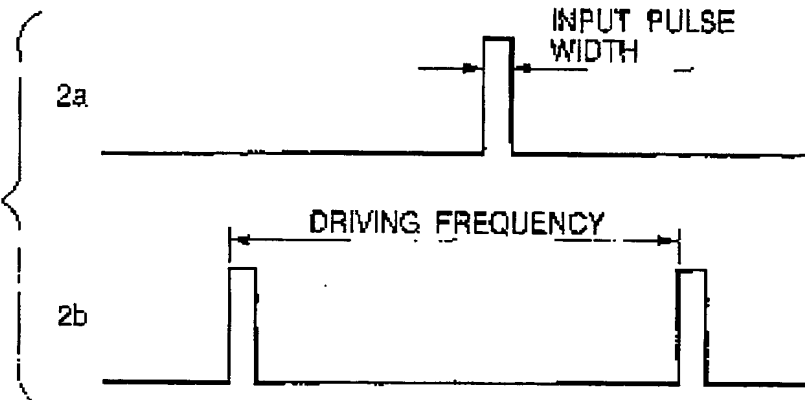 INPUT PULSE
WIDTH
2a
DRIVING FREQUENCY
2b